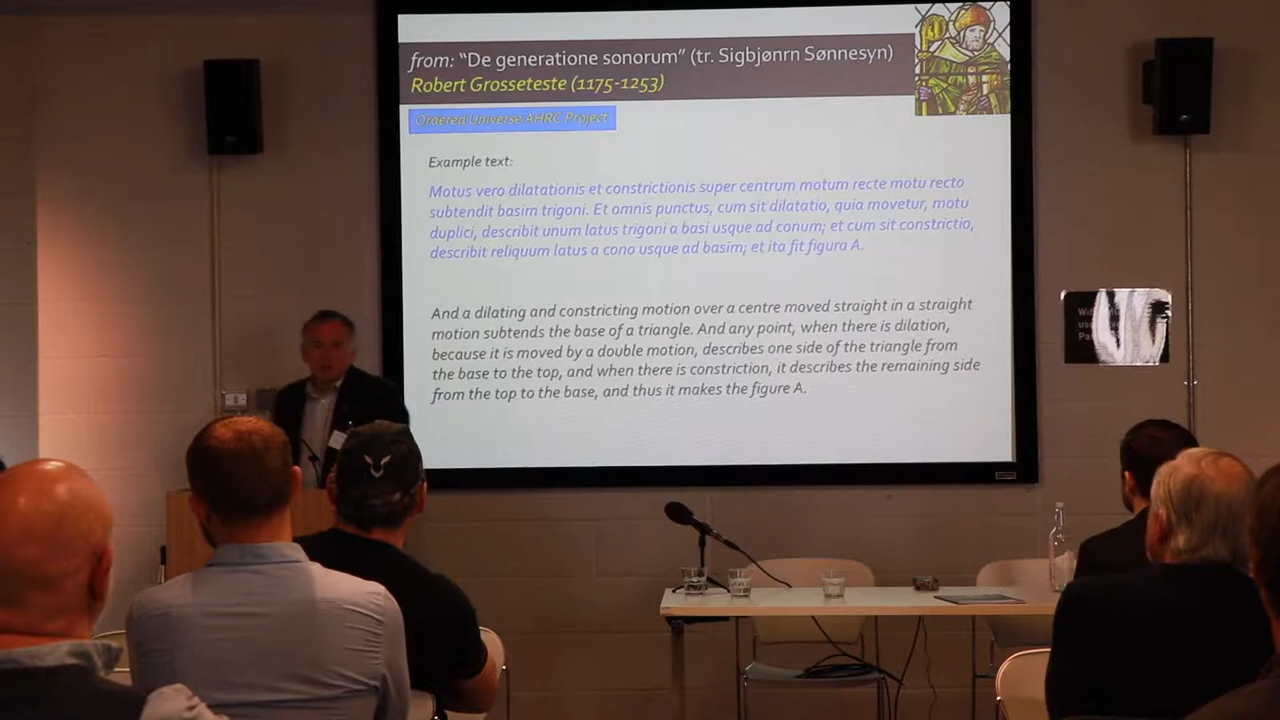 from: "De generatione sonorum" (tr. Sigbjønrn Sønnesyn)
Robert Grosseteste (1175-1253)
Ordered Universe AHRC Project
Example text:
Motus vero dilatationis et constrictionis super centrum motum recte motu recto
subtendit basim trigoni. Et omnis punctus, cum sit dilatatio, quia movetur, motu
duplici, describit unum latus trigoni a basi usque ad conum; et cum sit constrictio,
describit reliquum latus a cono usque ad basim; et ita fit figura A.
And a dilating and constricting motion over a centre moved straight in a straight
motion subtends the base of a triangle. And any point, when there is dilation,
because it is moved by a double motion, describes one side of the triangle from
the base to the top, and when there is constriction, it describes the remaining side
from the top to the base, and thus it makes the figure A.